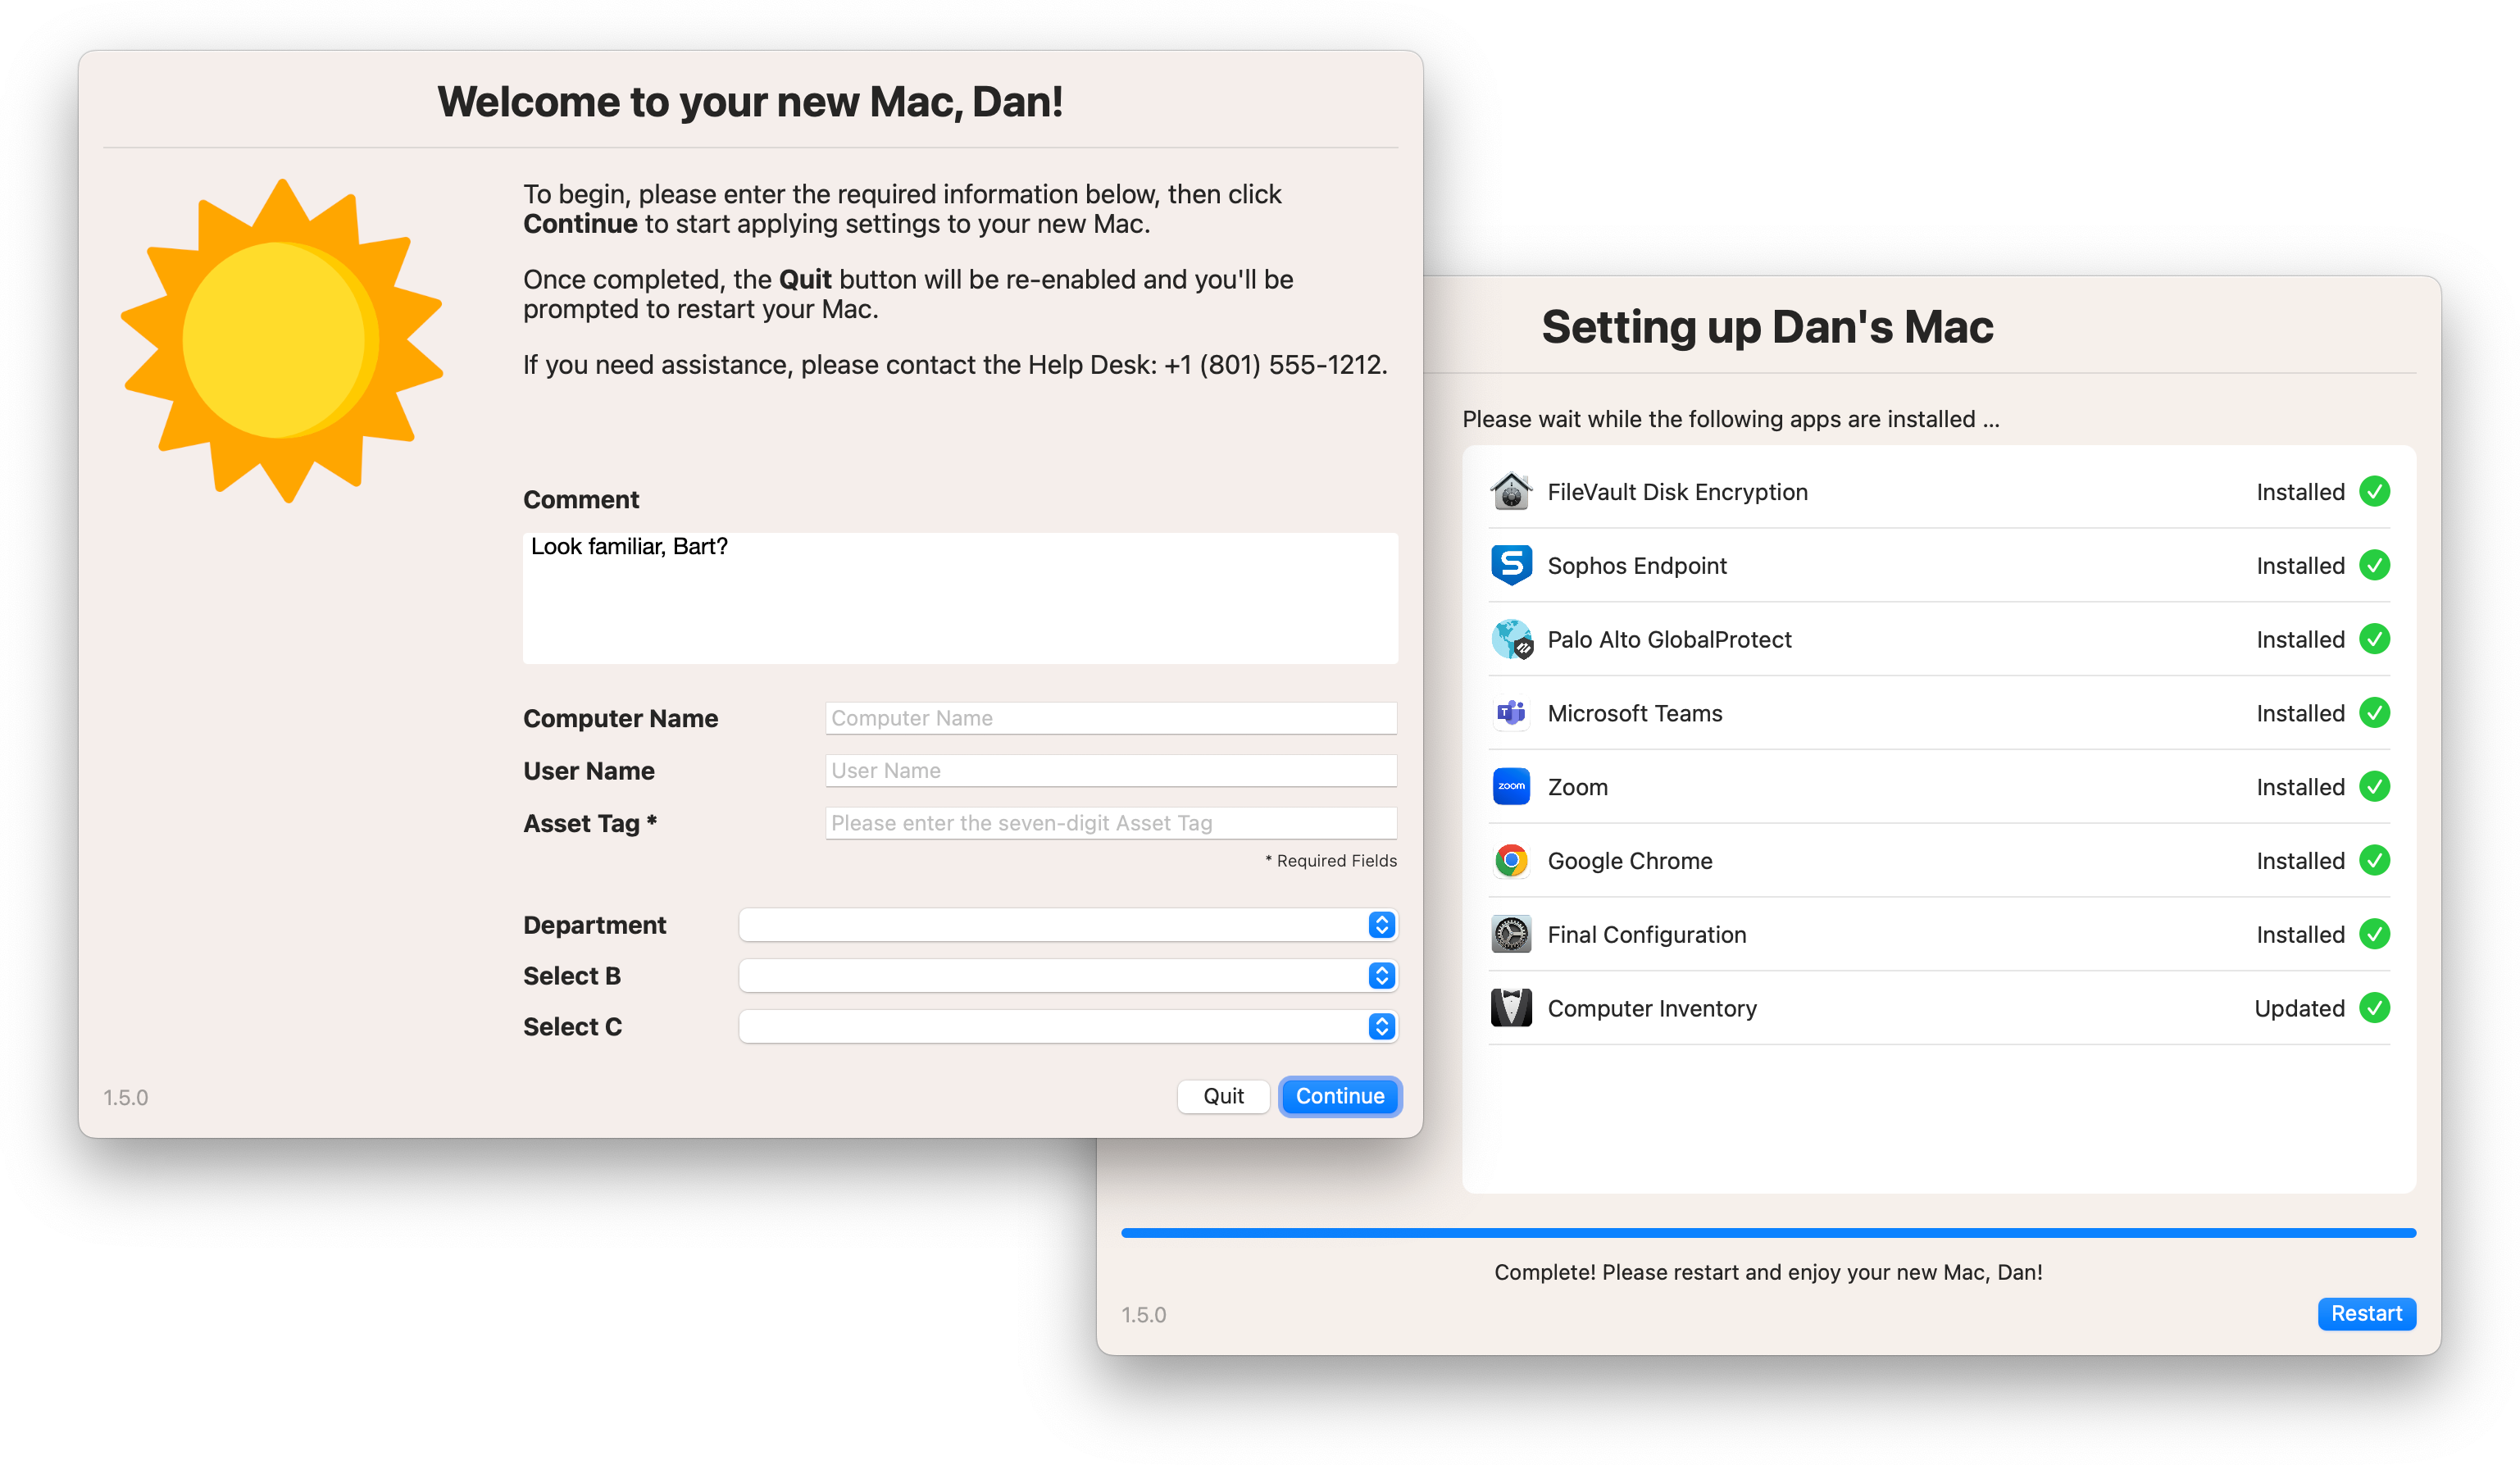 Welcome to your new Mac, Dan!
To begin, please enter the required information below, then click
Continue to start applying settings to your new Mac.
Once completed, the Quit button will be re-enabled and you'll be
prompted to restart your Mac.
If you need assistance, please contact the Help Desk: +1 (801) 555-1212.
Comment
Look familiar, Bart?
Computer Name
Computer Name
User Name
User Name
Asset Tag *
Please enter the seven-digit Asset Tag
* Required Fields
Department
Select B
Select C
1.5.0
Quit
Continue
Setting up Dan's Mac
Please wait while the following apps are installed ...
FileVault Disk Encryption
Installed
S
Sophos Endpoint
Installed
Palo Alto GlobalProtect
Installed
T
Microsoft Teams
Installed
zoom
Zoom
Installed
Google Chrome
Installed
Final Configuration
Installed
Computer Inventory
Updated
Complete! Please restart and enjoy your new Mac, Dan!
1.5.0
Restart